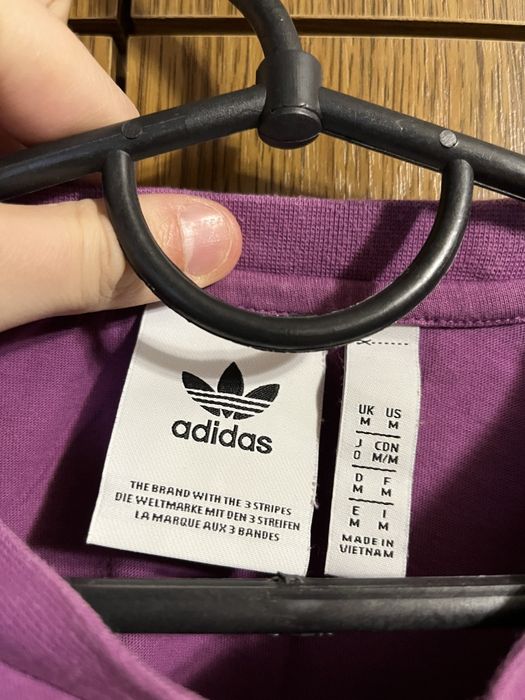 adidas
THE BRAND WITH THE 3 STRIPES
DIE WELTMARKE MIT DEN 3 STREIFEN
LA MARQUE AUX 3 BANDES
UK US
M M
J CDN
O M/M
D F
M M
E I
M M
MADE IN
VIETNAM